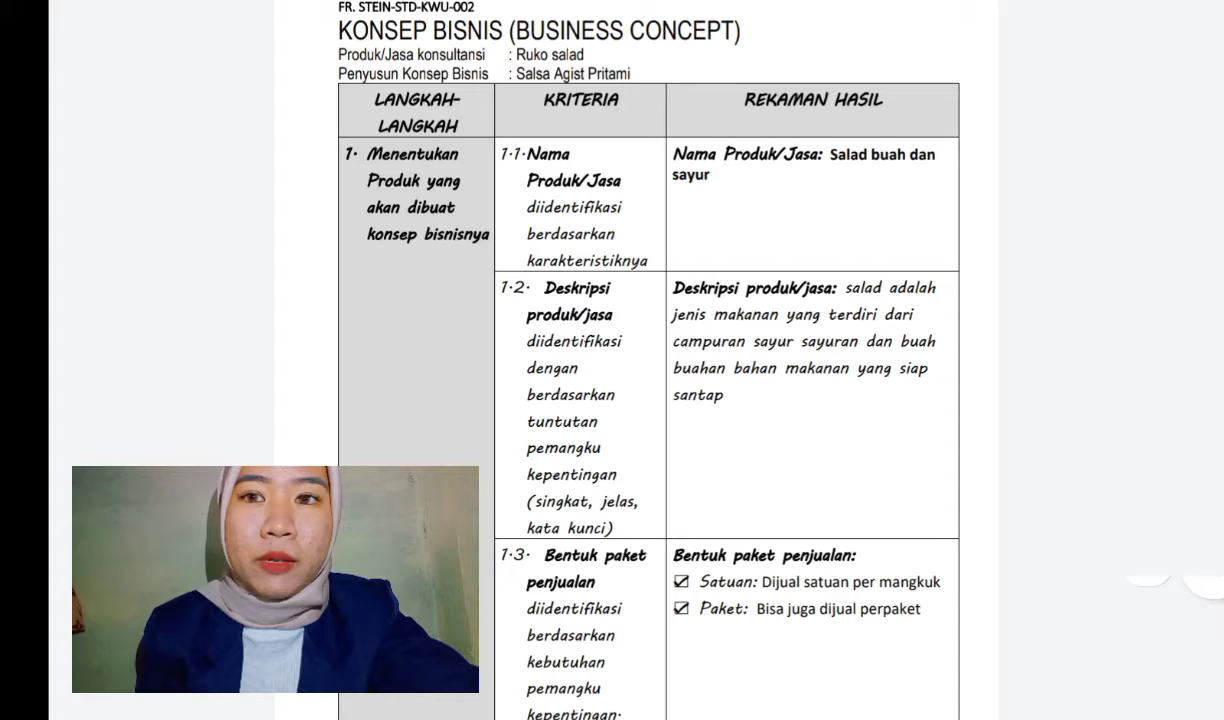 FR. STEIN-STD-KWU-002
KONSEP BISNIS (BUSINESS CONCEPT)
Produk/Jasa konsultansi : Ruko salad
Penyusun Konsep Bisnis : Salsa Agist Pritami
LANGKAH-
LANGKAH
KRITERIA
REKAMAN HASIL
1. Menentukan
Produk yang
akan dibuat
konsep bisnisnya
1.1. Nama
Produk/Jasa
diidentifikasi
berdasarkan
karakteristiknya
Nama Produk/Jasa: Salad buah dan
sayur
1.2. Deskripsi
produk/jasa
diidentifikasi
dengan
berdasarkan
tuntutan
pemangku
kepentingan
(singkat, jelas,
kata kunci)
Deskripsi produk/jasa: salad adalah
jenis makanan yang terdiri dari
campuran sayur sayuran dan buah
buahan bahan makanan yang siap
santap
1.3. Bentuk paket
penjualan
diidentifikasi
berdasarkan
kebutuhan
pemangku
kepentingan.
Bentuk paket penjualan:
☑ Satuan: Dijual satuan per mangkuk
☑ Paket: Bisa juga dijual perpaket